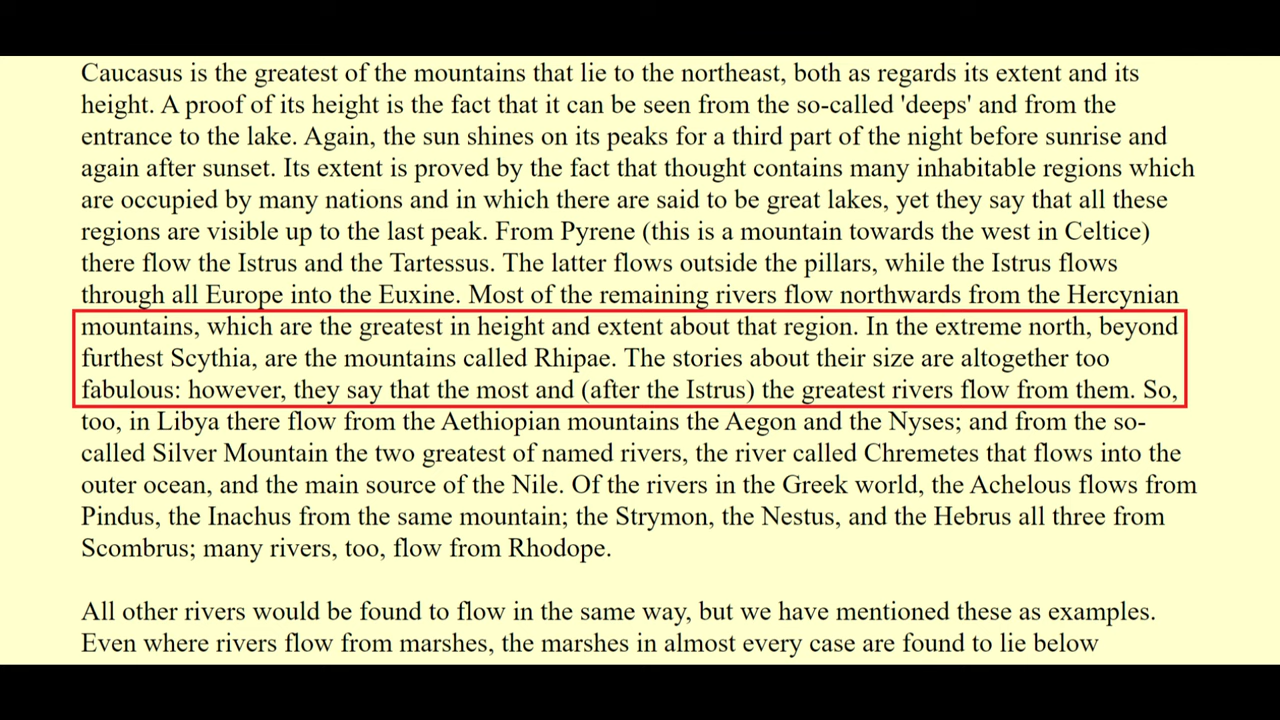 Caucasus is the greatest of the mountains that lie to the northeast, both as regards its extent and its
height. A proof of its height is the fact that it can be seen from the so-called 'deeps' and from the
entrance to the lake. Again, the sun shines on its peaks for a third part of the night before sunrise and
again after sunset. Its extent is proved by the fact that thought contains many inhabitable regions which
are occupied by many nations and in which there are said to be great lakes, yet they say that all these
regions are visible up to the last peak. From Pyrene (this is a mountain towards the west in Celtice)
there flow the Istrus and the Tartessus. The latter flows outside the pillars, while the Istrus flows
through all Europe into the Euxine. Most of the remaining rivers flow northwards from the Hercynian
mountains, which are the greatest in height and extent about that region. In the extreme north, beyond
furthest Scythia, are the mountains called Rhipae. The stories about their size are altogether too
fabulous: however, they say that the most and (after the Istrus) the greatest rivers flow from them. So,
too, in Libya there flow from the Aethiopian mountains the Aegon and the Nyses; and from the so-
called Silver Mountain the two greatest of named rivers, the river called Chremetes that flows into the
outer ocean, and the main source of the Nile. Of the rivers in the Greek world, the Achelous flows from
Pindus, the Inachus from the same mountain; the Strymon, the Nestus, and the Hebrus all three from
Scombrus; many rivers, too, flow from Rhodope.
All other rivers would be found to flow in the same way, but we have mentioned these as examples.
Even where rivers flow from marshes, the marshes in almost every case are found to lie below